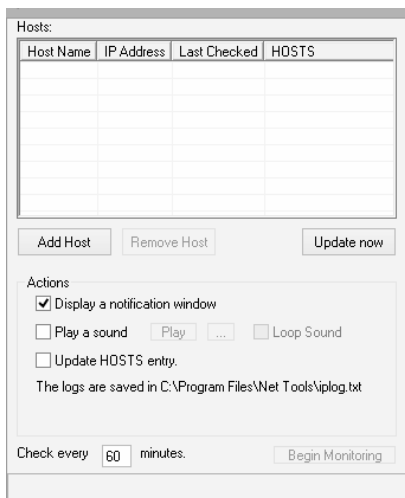 Hosts:
Host Name IP Address Last Checked HOSTS
Add Host Remove Host Update now
Actions
Display a notification window
Play a sound Play ... Loop Sound
Update HOSTS entry.
The logs are saved in C:\Program Files\Net Tools\iplog.txt
Check every 60 minutes. Begin Monitoring